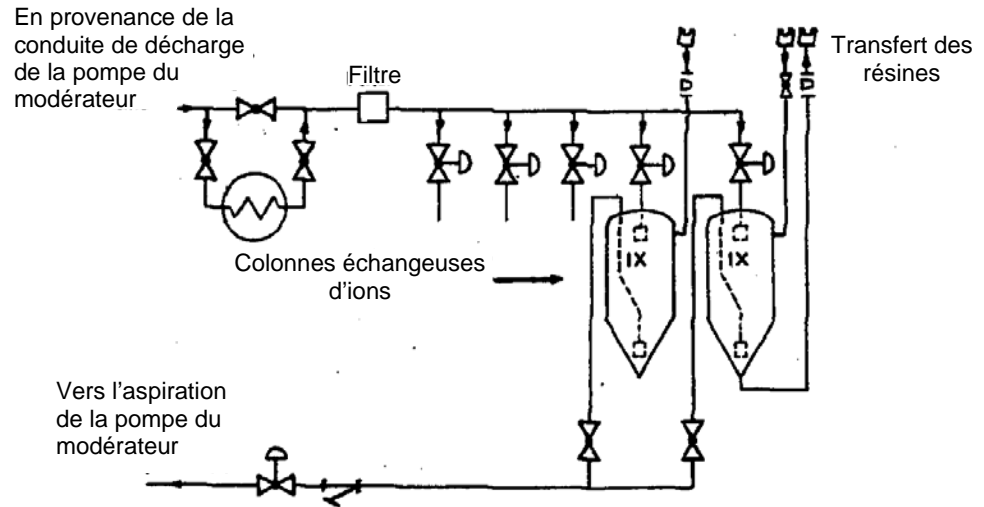 En provenance de la
conduite de décharge
de la pompe du
modérateur
Filtre
Transfert des
résines
Colonnes échangeuses
d'ions
IX
IX
Vers l'aspiration
de la pompe du
modérateur